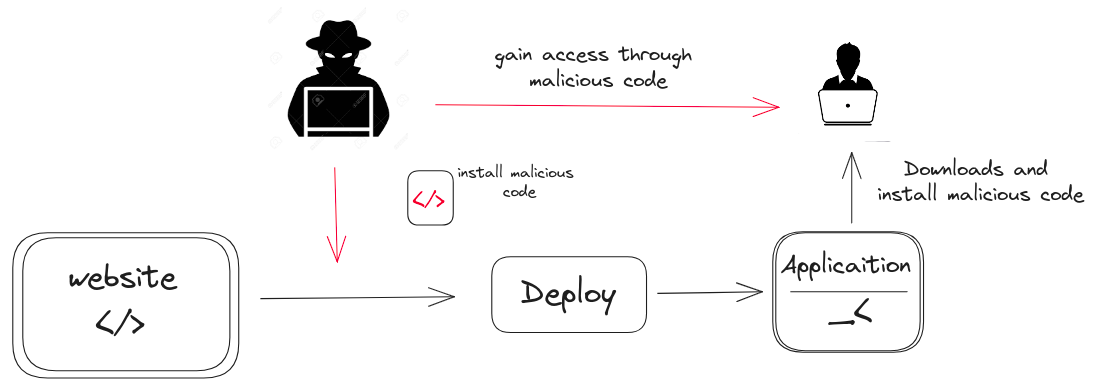 gain access through
malicious code
install malicious
code
</>
Downloads and
install malicious code
website
</>
Deploy
Applicaition
_<